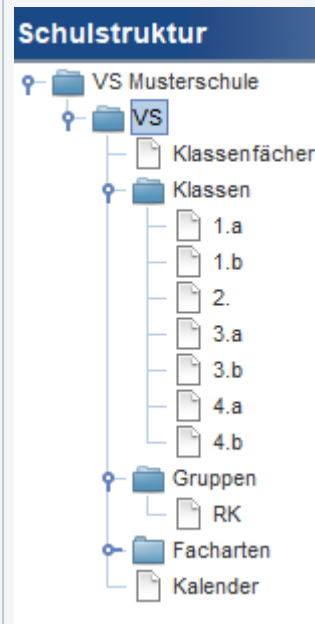 Schulstruktur
VS Musterschule
VS
Klassenfächer
Klassen
1.a
1.b
2.
3.a
3.b
4.a
4.b
Gruppen
RK
Facharten
Kalender